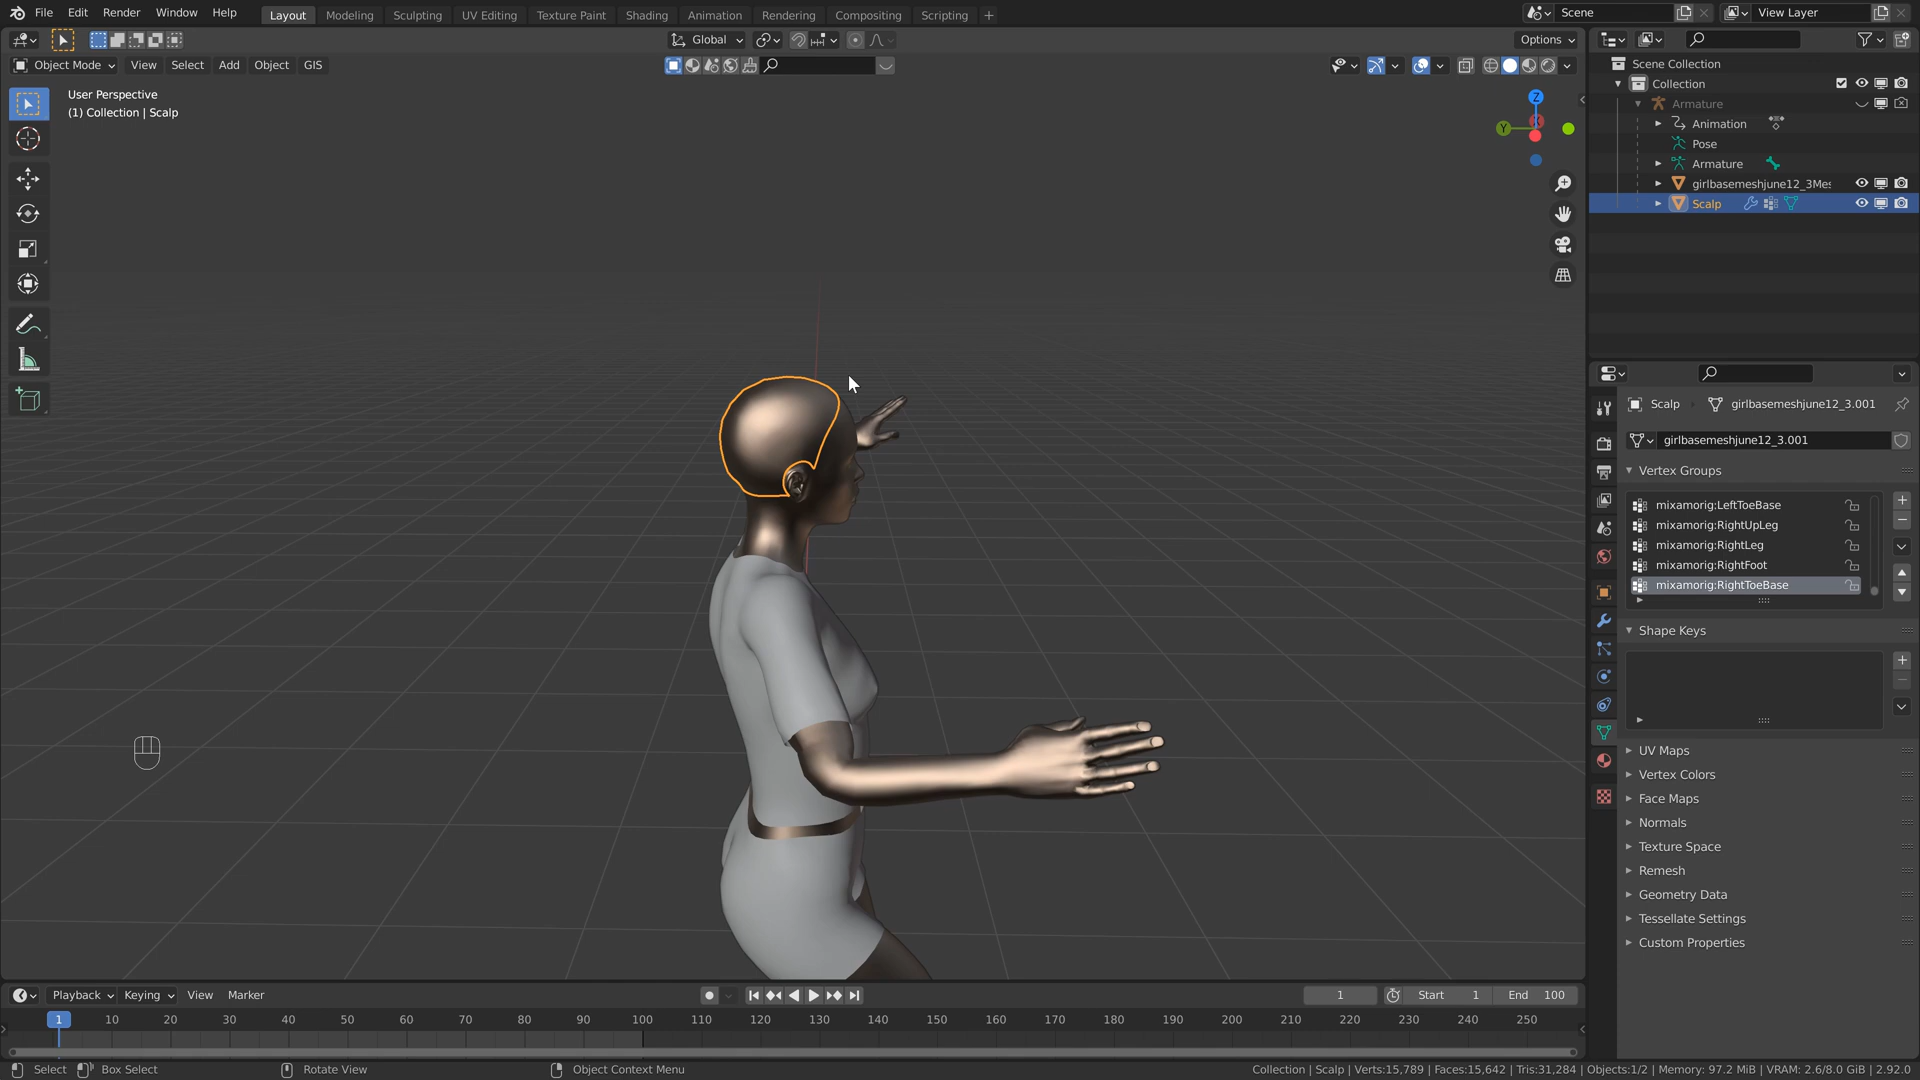 File Edit Render Window Help Layout Modeling Sculpting UV Editing Texture Paint Shading Animation Rendering Compositing Scripting + Scene View Layer
Global Options
Object Mode View Select Add Object GIS
User Perspective
(1) Collection | Scalp
Z
Y
Scene Collection
Collection
Armature
Animation
Pose
Armature
girlbasemeshjune12_3Mes
Scalp
Scalp girlbasemeshjune12_3.001
girlbasemeshjune12_3.001
Vertex Groups
mixamorig:LeftToeBase
mixamorig:RightUpLeg
mixamorig:RightLeg
mixamorig:RightFoot
mixamorig:RightToeBase
Shape Keys
UV Maps
Vertex Colors
Face Maps
Normals
Texture Space
Remesh
Geometry Data
Tessellate Settings
Custom Properties
Playback Keying View Marker 1 Start 1 End 100
1 10 20 30 40 50 60 70 80 90 100 110 120 130 140 150 160 170 180 190 200 210 220 230 240 250
Select Box Select Rotate View Object Context Menu Collection | Scalp | Verts:15,789 | Faces:15,642 | Tris:31,284 | Objects:1/2 | Memory: 97.2 MiB | VRAM: 2.6/8.0 GiB | 2.92.0